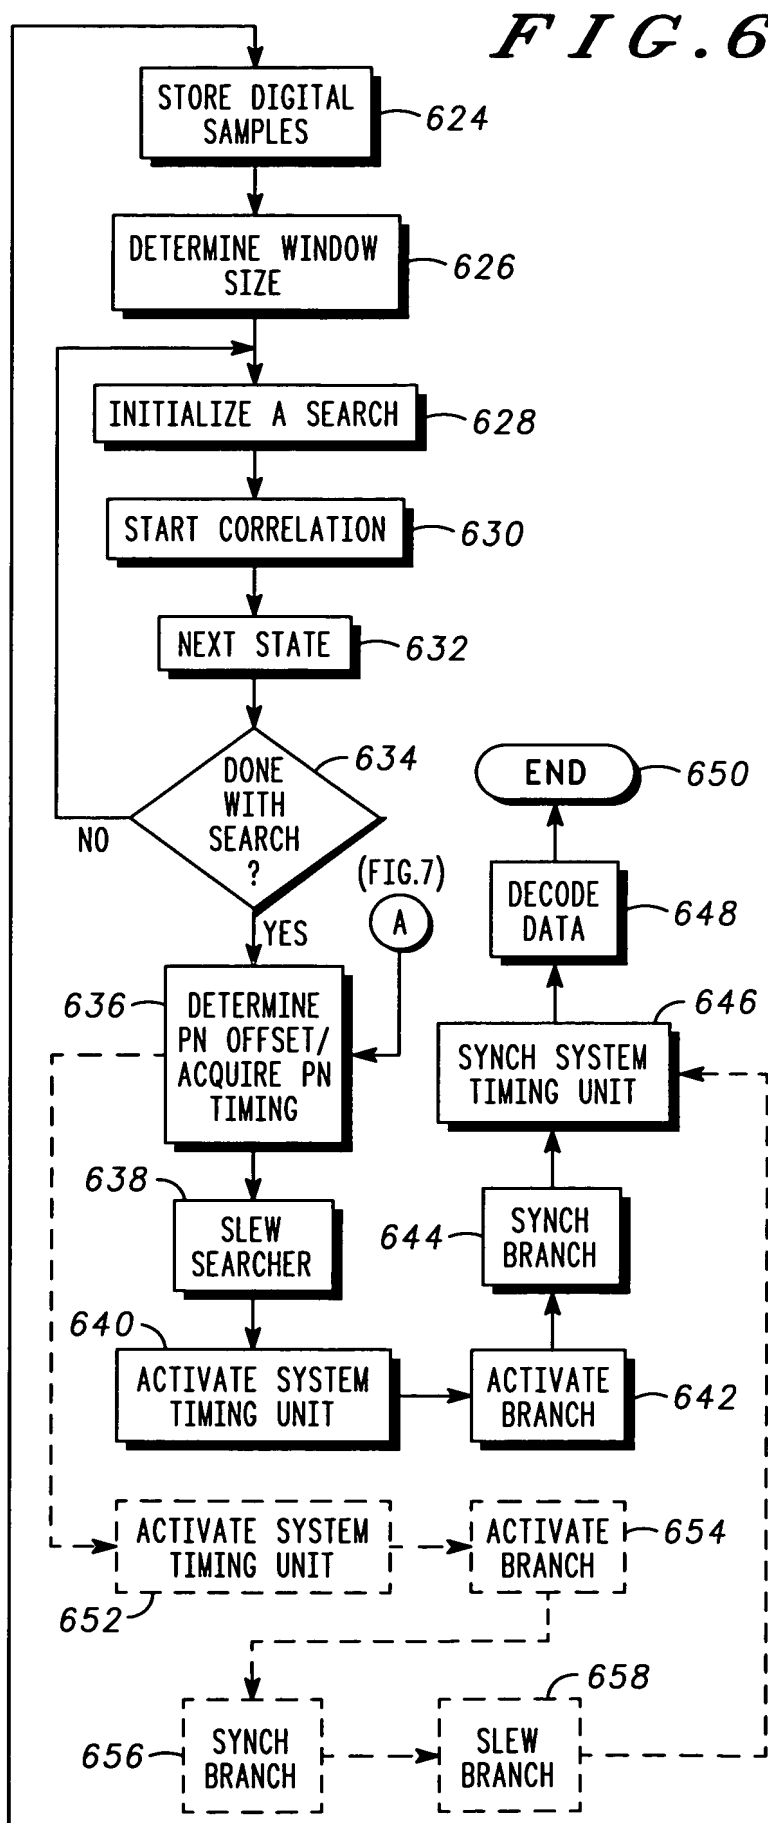 FIG.6
STORE DIGITAL
SAMPLES
624
DETERMINE WINDOW
SIZE
626
INITIALIZE A SEARCH
628
START CORRELATION
630
NEXT STATE
632
DONE
WITH
SEARCH
?
634
NO
YES
(FIG.7)
A
END
650
DECODE
DATA
648
636
DETERMINE
PN OFFSET/
ACQUIRE PN
TIMING
646
SYNCH SYSTEM
TIMING UNIT
638
SLEW
SEARCHER
644
SYNCH
BRANCH
640
ACTIVATE SYSTEM
TIMING UNIT
ACTIVATE
BRANCH
642
ACTIVATE SYSTEM
TIMING UNIT
652
ACTIVATE
BRANCH
654
656
SYNCH
BRANCH
658
SLEW
BRANCH